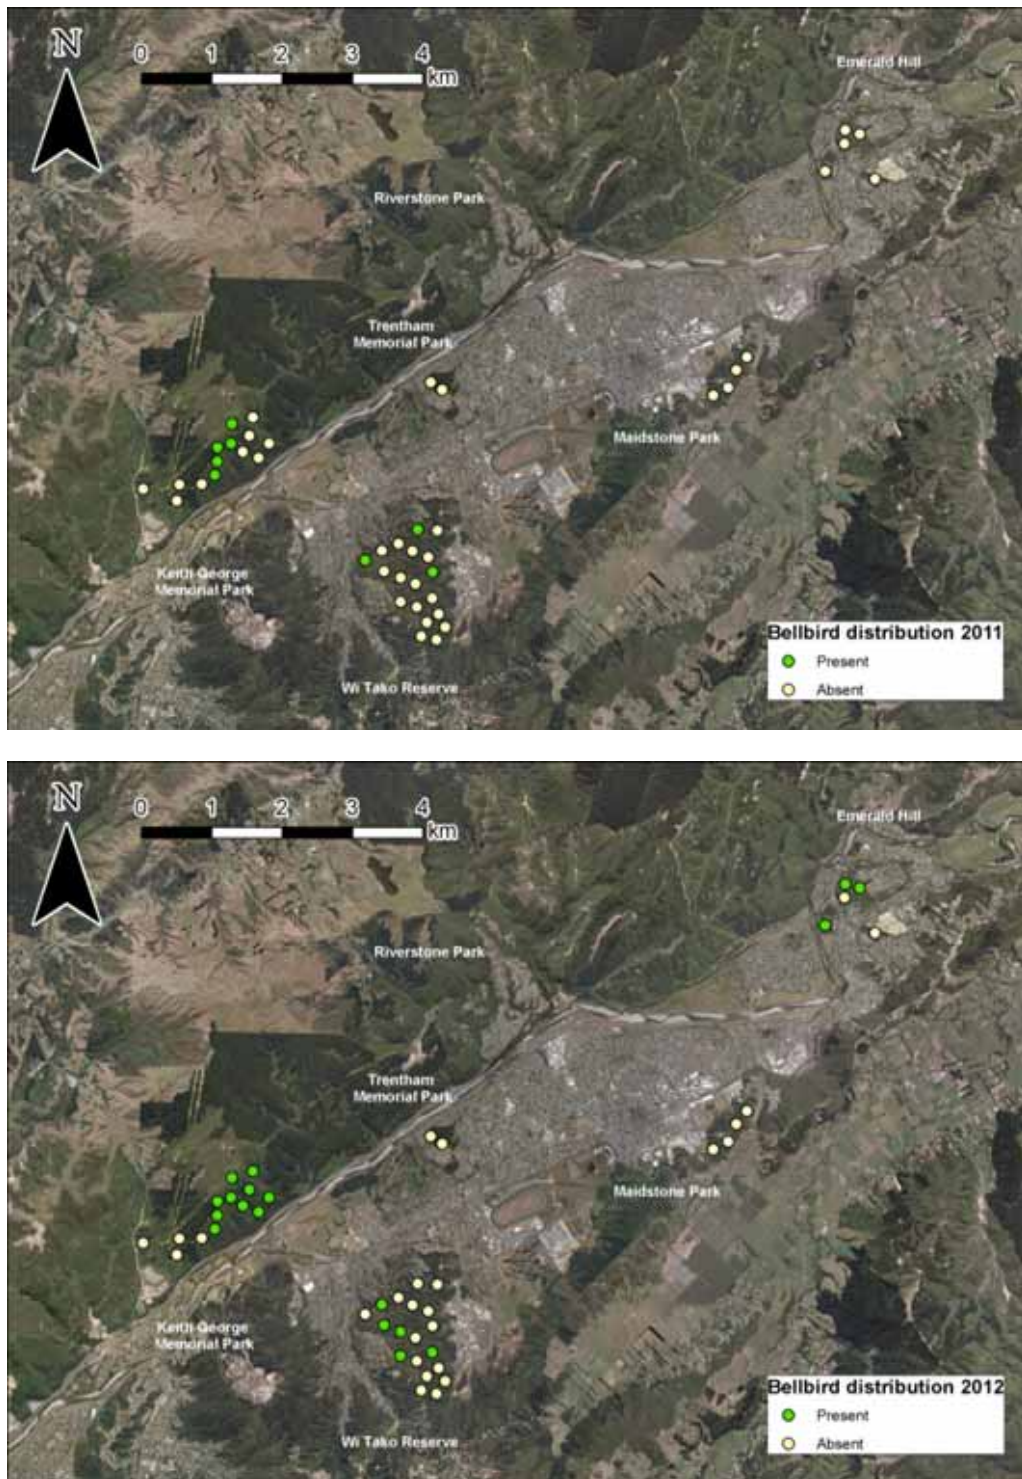 N
0 1 2 3 4
km
Emerald Hill
Riverstone Park
Trentham
Memorial Park
Maidstone Park
Keith George
Memorial Park
Wi Tako Reserve
Bellbird distribution 2011
Present
Absent
N
0 1 2 3 4
km
Emerald Hill
Riverstone Park
Trentham
Memorial Park
Maidstone Park
Keith George
Memorial Park
Wi Tako Reserve
Bellbird distribution 2012
Present
Absent